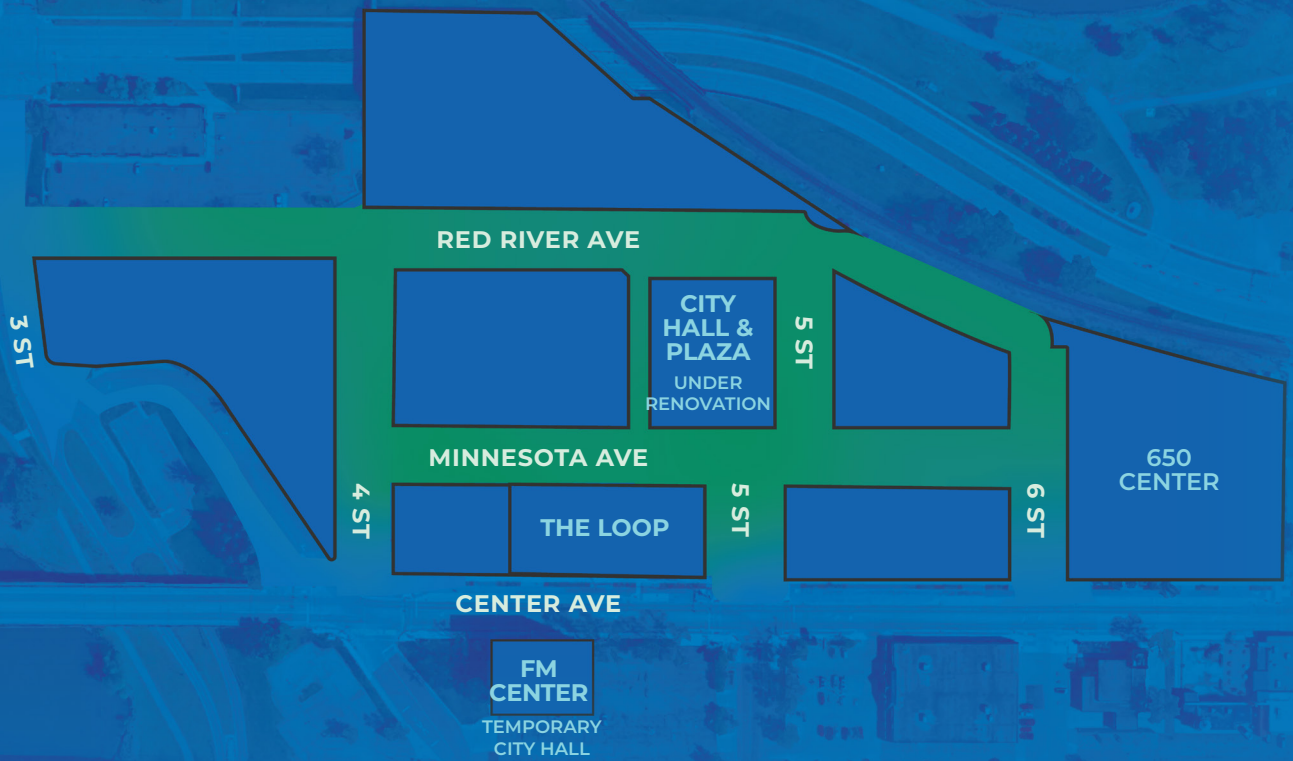 RED RIVER AVE
CITY
HALL &
PLAZA
UNDER
RENOVATION
3 ST
5 ST
MINNESOTA AVE
650
CENTER
4 ST
THE LOOP
5 ST
6 ST
CENTER AVE
FM
CENTER
TEMPORARY
CITY HALL